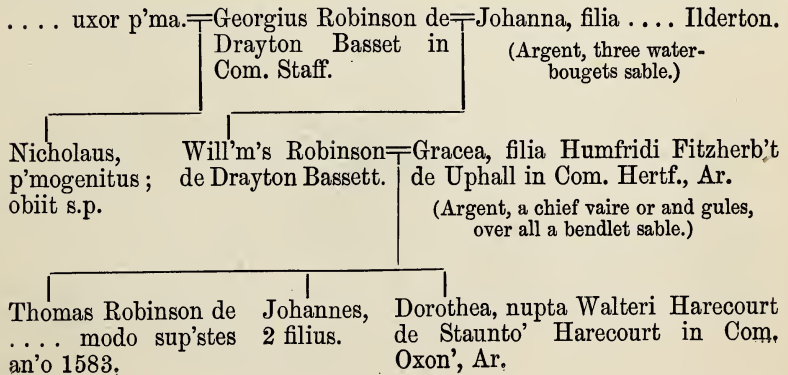 . . . . uxor p'ma.
Georgius Robinson de
Drayton Basset in
Com. Staff.
Johanna, filia . . . . Ilderton.
(Argent, three water-
bougets sable.)
Nicholaus,
p'mogenitus ;
obiit s.p.
Will'm's Robinson
de Drayton Bassett.
Gracea, filia Humfridi Fitzherb't
de Uphall in Com. Hertf., Ar.
(Argent, a chief vaire or and gules,
over all a bendlet sable.)
Thomas Robinson de
. . . . modo sup'stes
an'o 1583.
Johannes,
2 filius.
Dorothea, nupta Walteri Harecourt
de Staunto' Harecourt in Com.
Oxon', Ar.